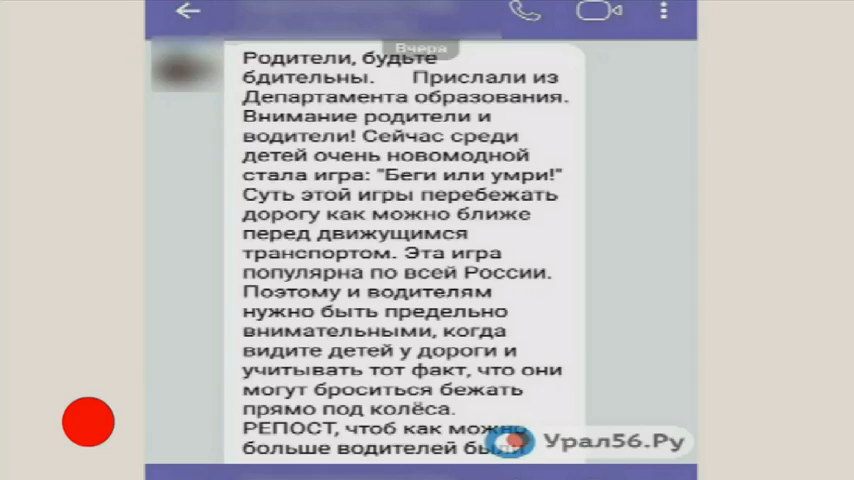 Вчера
Родители, будьте
бдительны. Прислали из
Департамента образования.
Внимание родители и
водители! Сейчас среди
детей очень новомодной
стала игра: "Беги или умри!"
Суть этой игры перебежать
дорогу как можно ближе
перед движущимся
транспортом. Эта игра
популярна по всей России.
Поэтому и водителям
нужно быть предельно
внимательными, когда
видите детей у дороги и
учитывать тот факт, что они
могут броситься бежать
прямо под колёса.
РЕПОСТ, чтоб как можно
больше водителей были
Урал56.Ру